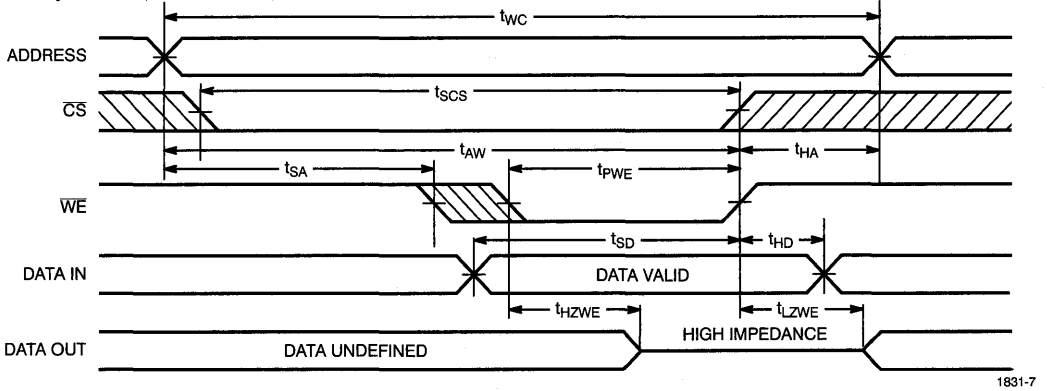 tWC
ADDRESS
CS
tSCS
tAW
tHA
tSA
tPWE
WE
tSD
tHD
DATA IN
DATA VALID
tHZWE
tLZWE
HIGH IMPEDANCE
DATA OUT
DATA UNDEFINED
1831-7